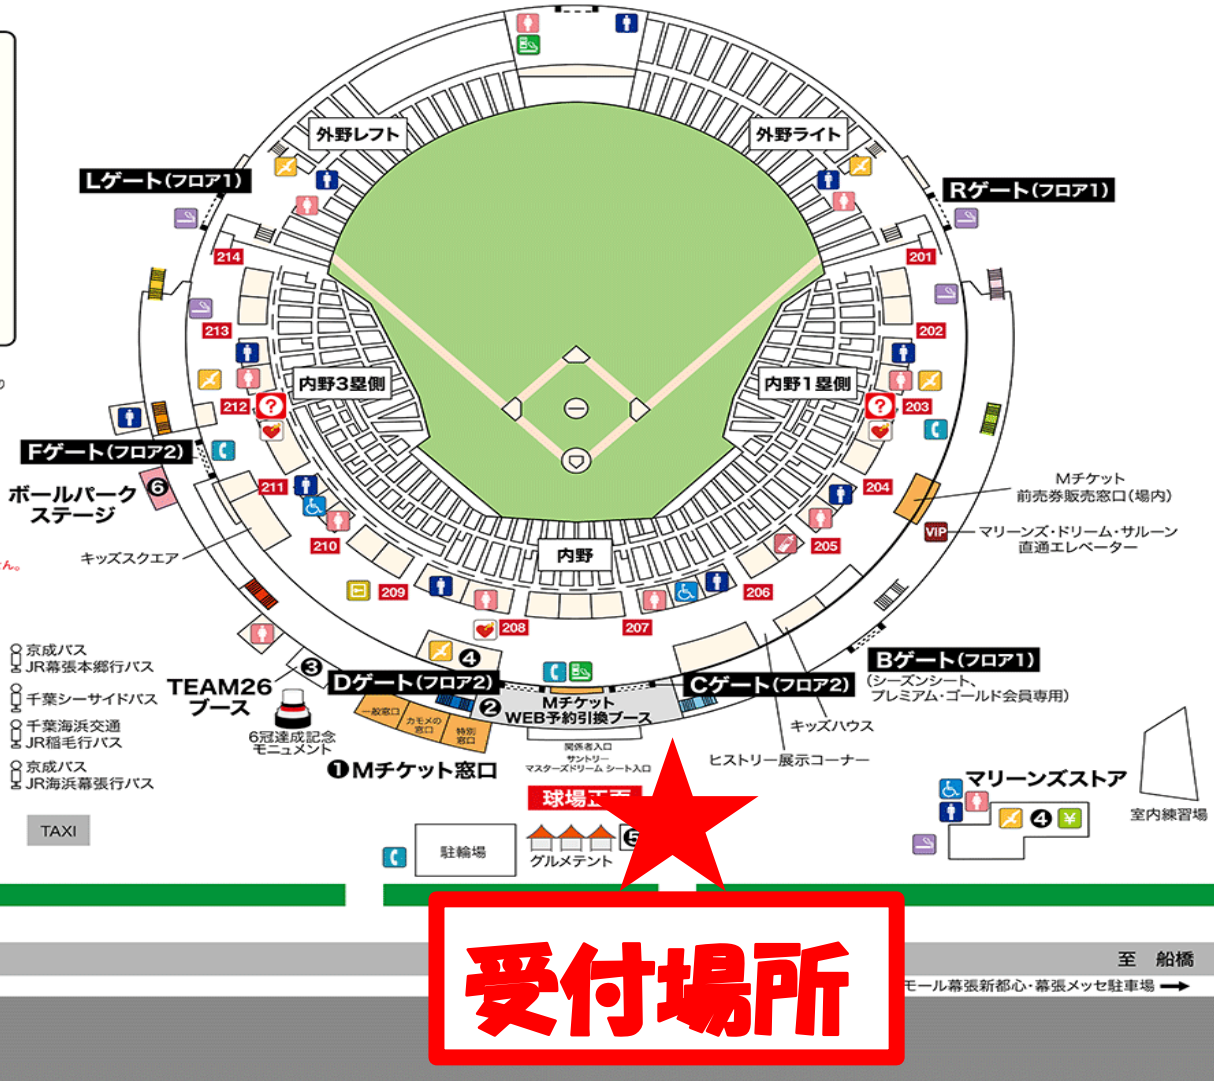 外野レフト
外野ライト
Lゲート(フロア1)
Rゲート(フロア1)
214
201
213
202
内野3塁側
内野1塁側
212
?
?
203
Fゲート(フロア2)
ボールパーク
ステージ
6
211
204
Mチケット
前売券販売窓口(場内)
キッズスクエア
210
205
VIP
マリーンズ・ドリーム・サルーン
直通エレベーター
内野
ん。
209
206
208
207
京成バス
JR幕張本郷行バス
千葉シーサイドバス
千葉海浜交通
JR稲毛行バス
京成バス
JR海浜幕張行バス
3
4
TEAM26
ブース
Dゲート(フロア2)
Cゲート(フロア2)
Bゲート(フロア1)
(シーズンシート、
プレミアム・ゴールド会員専用)
2
Mチケット
WEB予約引換ブース
一般窓口
カモメの
窓口
特別
窓口
6冠達成記念
モニュメント
1Mチケット窓口
関係者入口
サントリー
マスターズドリーム シート入口
キッズハウス
ヒストリー展示コーナー
球場正面
マリーンズストア
4
¥
室内練習場
TAXI
駐輪場
グルメテント
5
至 船橋
モール幕張新都心・幕張メッセ駐車場
受付場所